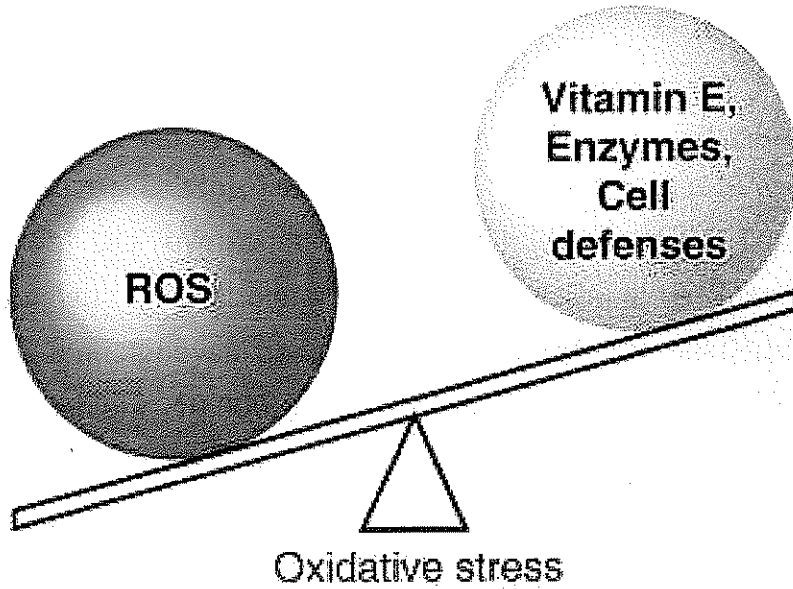 Vitamin E,
Enzymes,
Cell
defenses
ROS
Oxidative stress